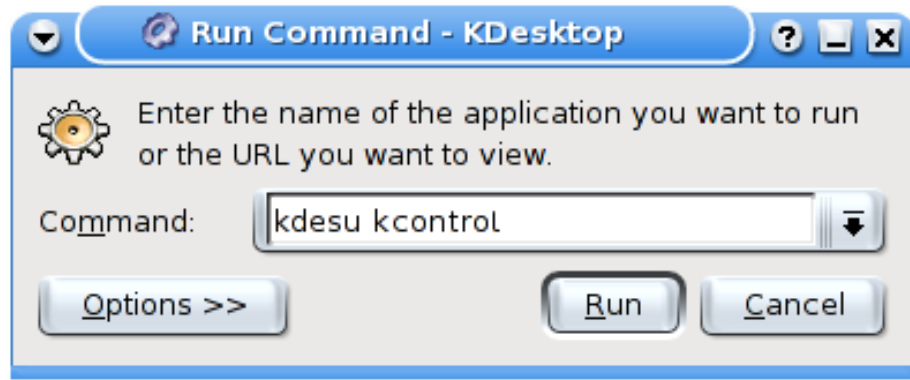 Run Command - KDesktop
Enter the name of the application you want to run
or the URL you want to view.
Command: kdesu kcontrol
Options >> Run Cancel